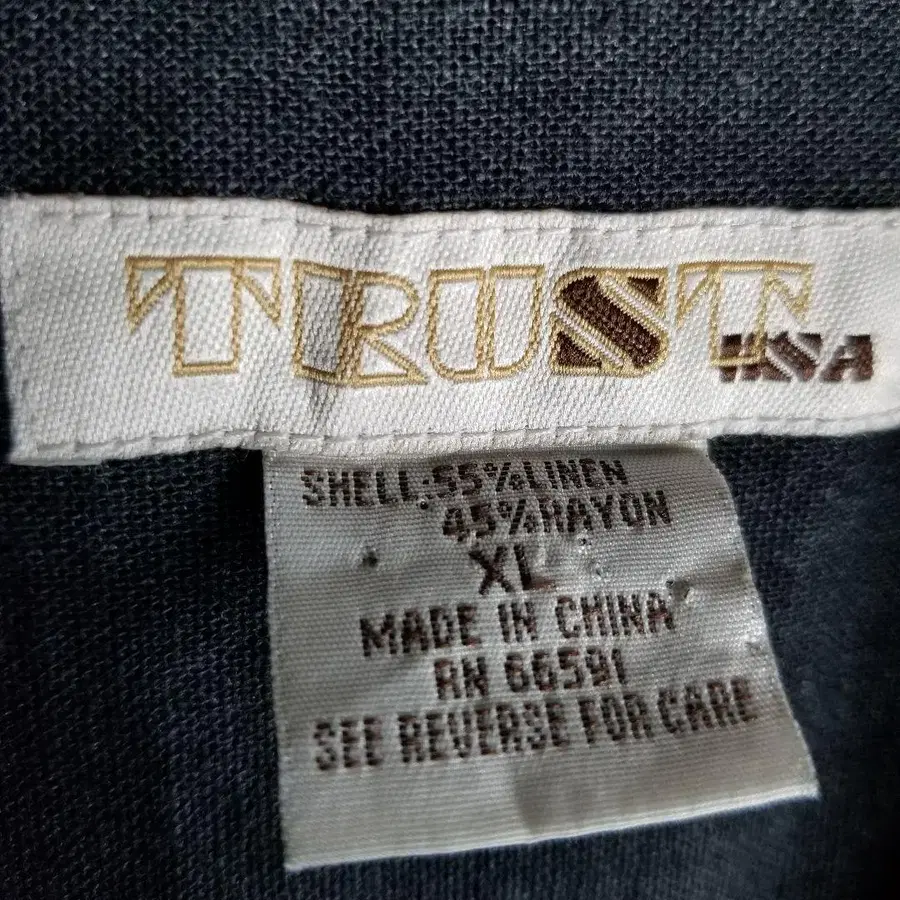 TRUST
USA
SHELL:55%LINEN
45%RAYON
XL
MADE IN CHINA
RN 66591
SEE REVERSE FOR CARE